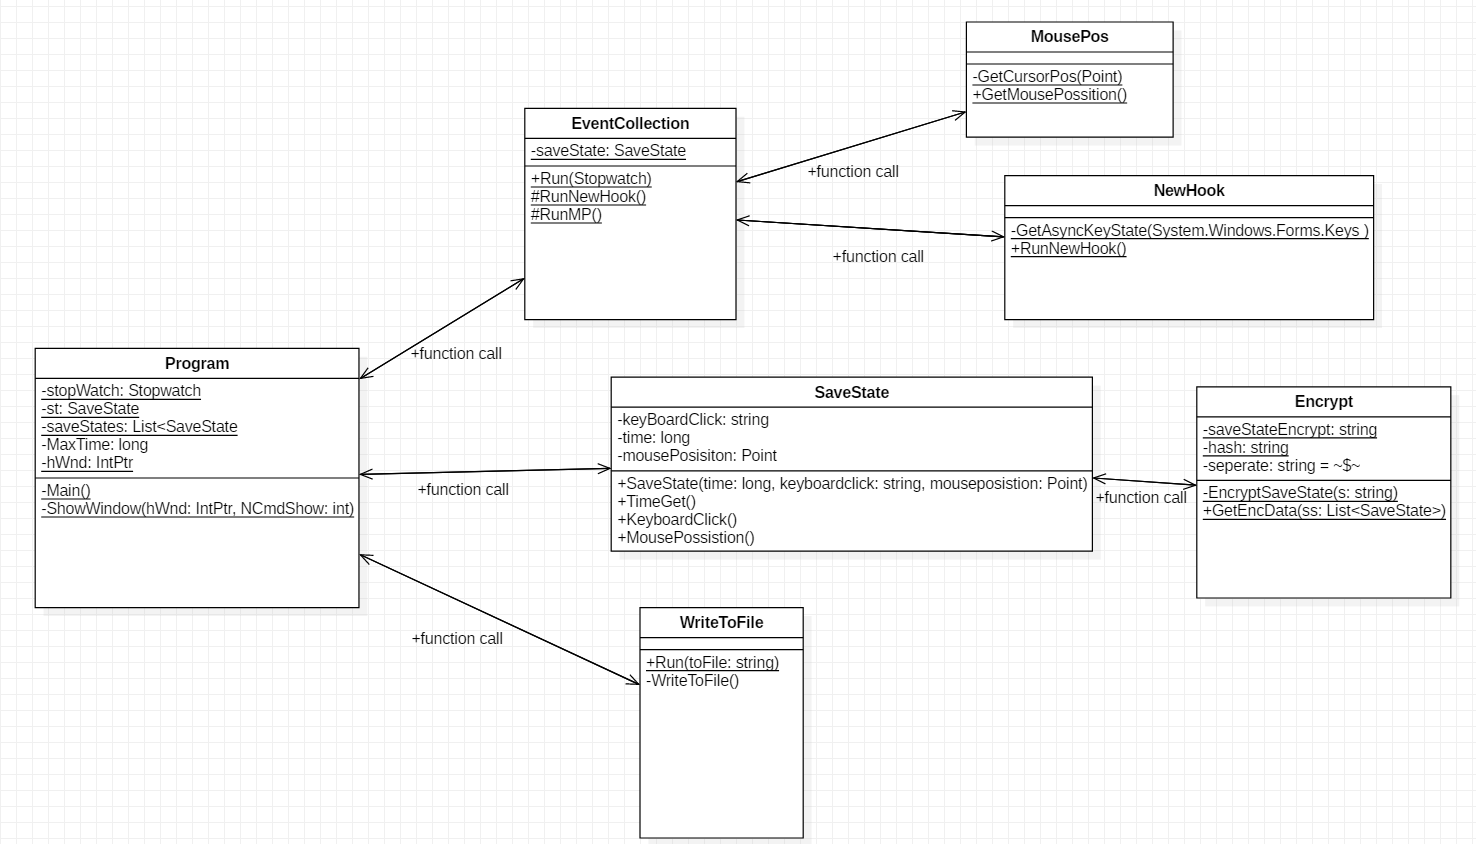 MousePos
-GetCursorPos(Point)
+GetMousePossition()
EventCollection
-saveState: SaveState
+Run(Stopwatch)
#RunNewHook()
#RunMP()
+function call
NewHook
-GetAsyncKeyState(System.Windows.Forms.Keys )
+RunNewHook()
+function call
+function call
Program
-stopWatch: Stopwatch
-st: SaveState
-saveStates: List<SaveState
-MaxTime: long
-hWnd: IntPtr
-Main()
-ShowWindow(hWnd: IntPtr, NCmdShow: int)
+function call
SaveState
-keyBoardClick: string
-time: long
-mousePosisiton: Point
+SaveState(time: long, keyboardclick: string, mouseposistion: Point)
+TimeGet()
+KeyboardClick()
+MousePossistion()
+function call
Encrypt
-saveStateEncrypt: string
-hash: string
-seperate: string = ~$~
-EncryptSaveState(s: string)
+GetEncData(ss: List<SaveState>)
+function call
WriteToFile
+Run(toFile: string)
-WriteToFile()